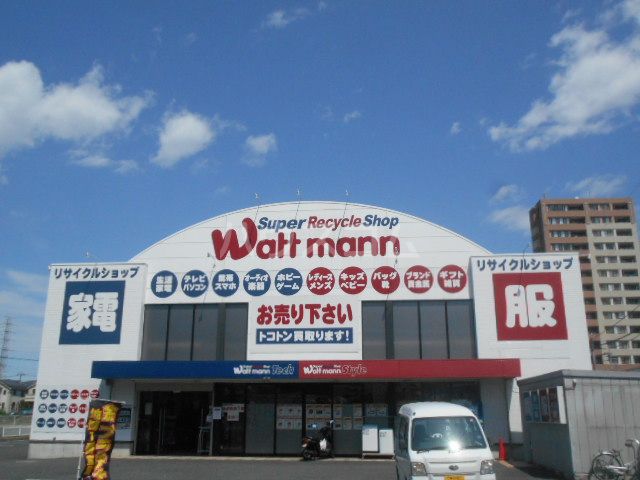 Super Recycle Shop
Watt mann
リサイクルショップ
家電
テレビ パソコン
携帯 スマホ
オーディオ 楽器
ホビー ゲーム
レディース メンズ
キッズ ベビー
バッグ 靴
ブランド 貴金属
ギフト 雑貨
リサイクルショップ
服
お売り下さい
トコトン買取ります!
Watt mann Tech
Watt mann Style